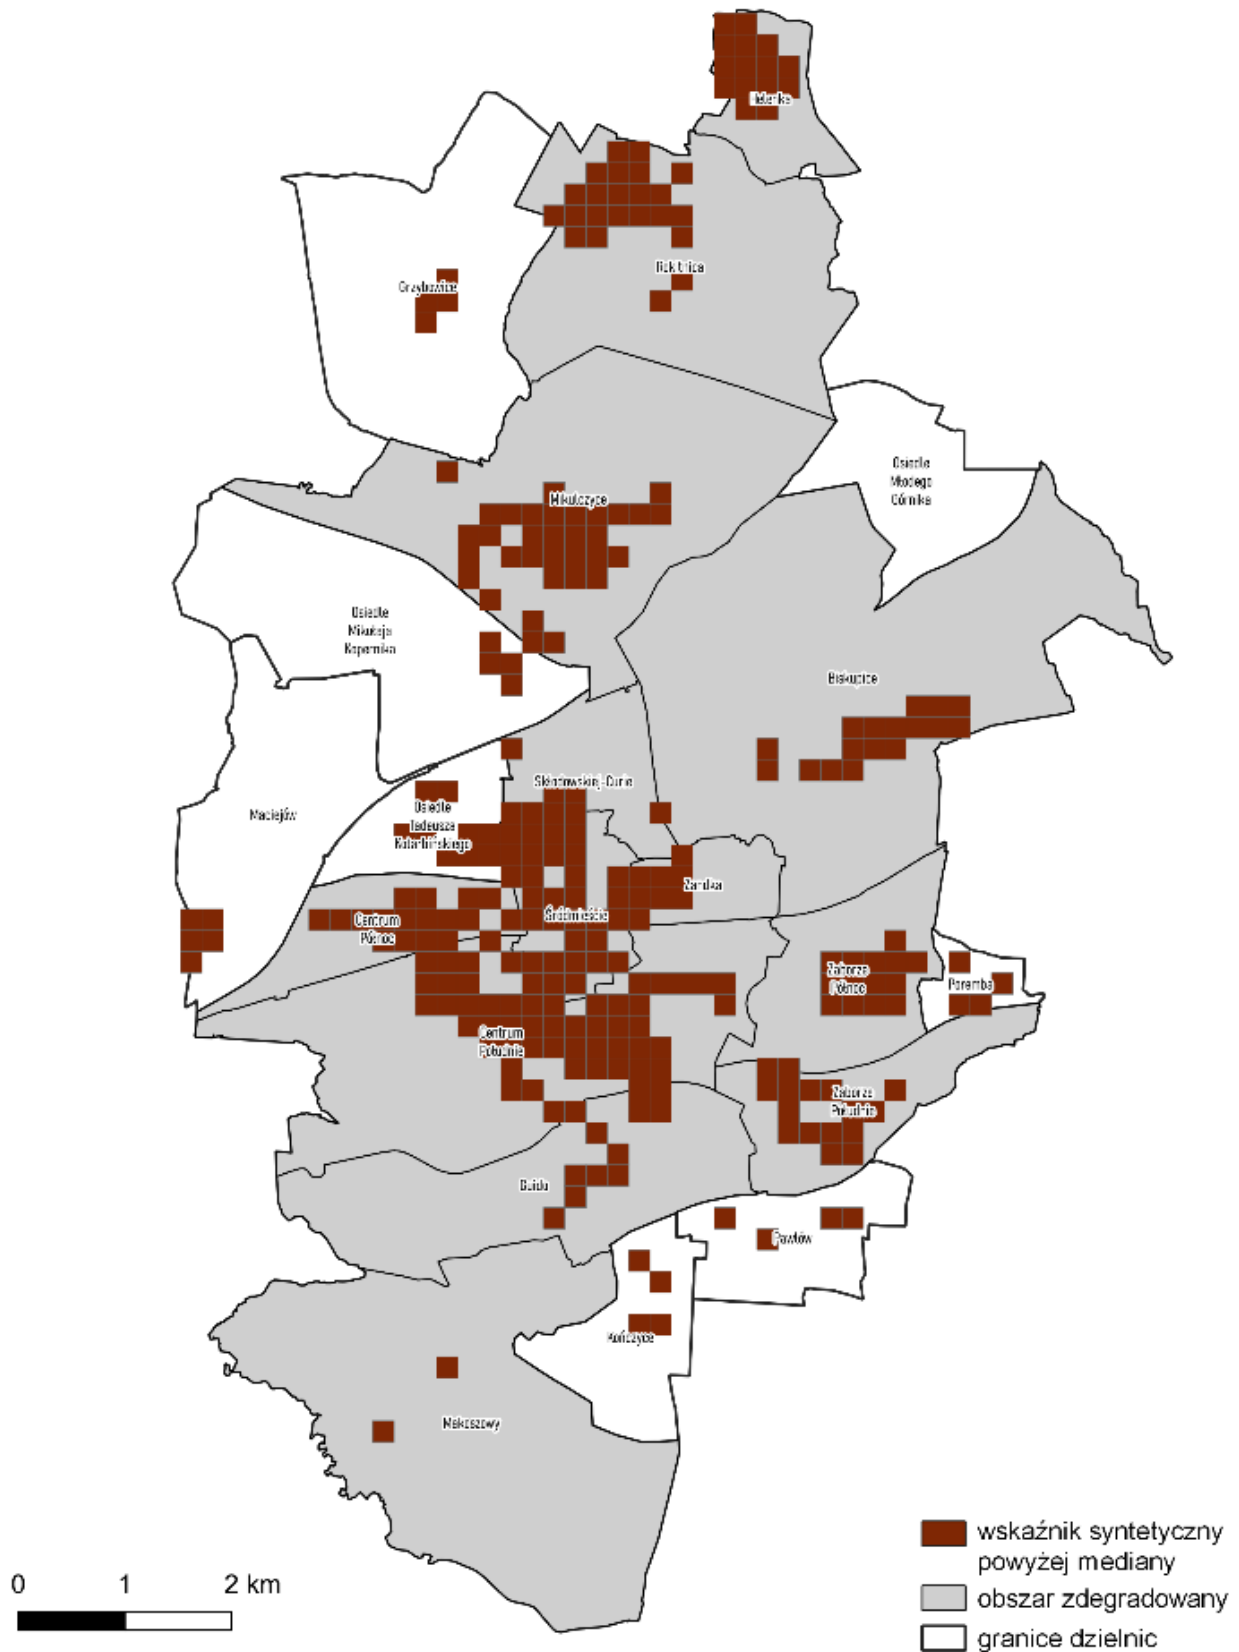 Helenka
Rokitnica
Grzybowice
Osiedle
Młodego
Górnika
Mikulczyce
Osiedle
Mikołaja
Kopernika
Biskupice
Skłodowskiej-Curie
Maciejów
Osiedle
Tadeusza
Kotarbińskiego
Zandka
Śródmieście
Centrum
Północ
Zaborze
Północ
Poremba
Centrum
Południe
Zaborze
Południe
Guido
Pawłów
Kończyce
Makoszowy
wskaźnik syntetyczny
powyżej mediany
obszar zdegradowany
granice dzielnic
0 1 2 km